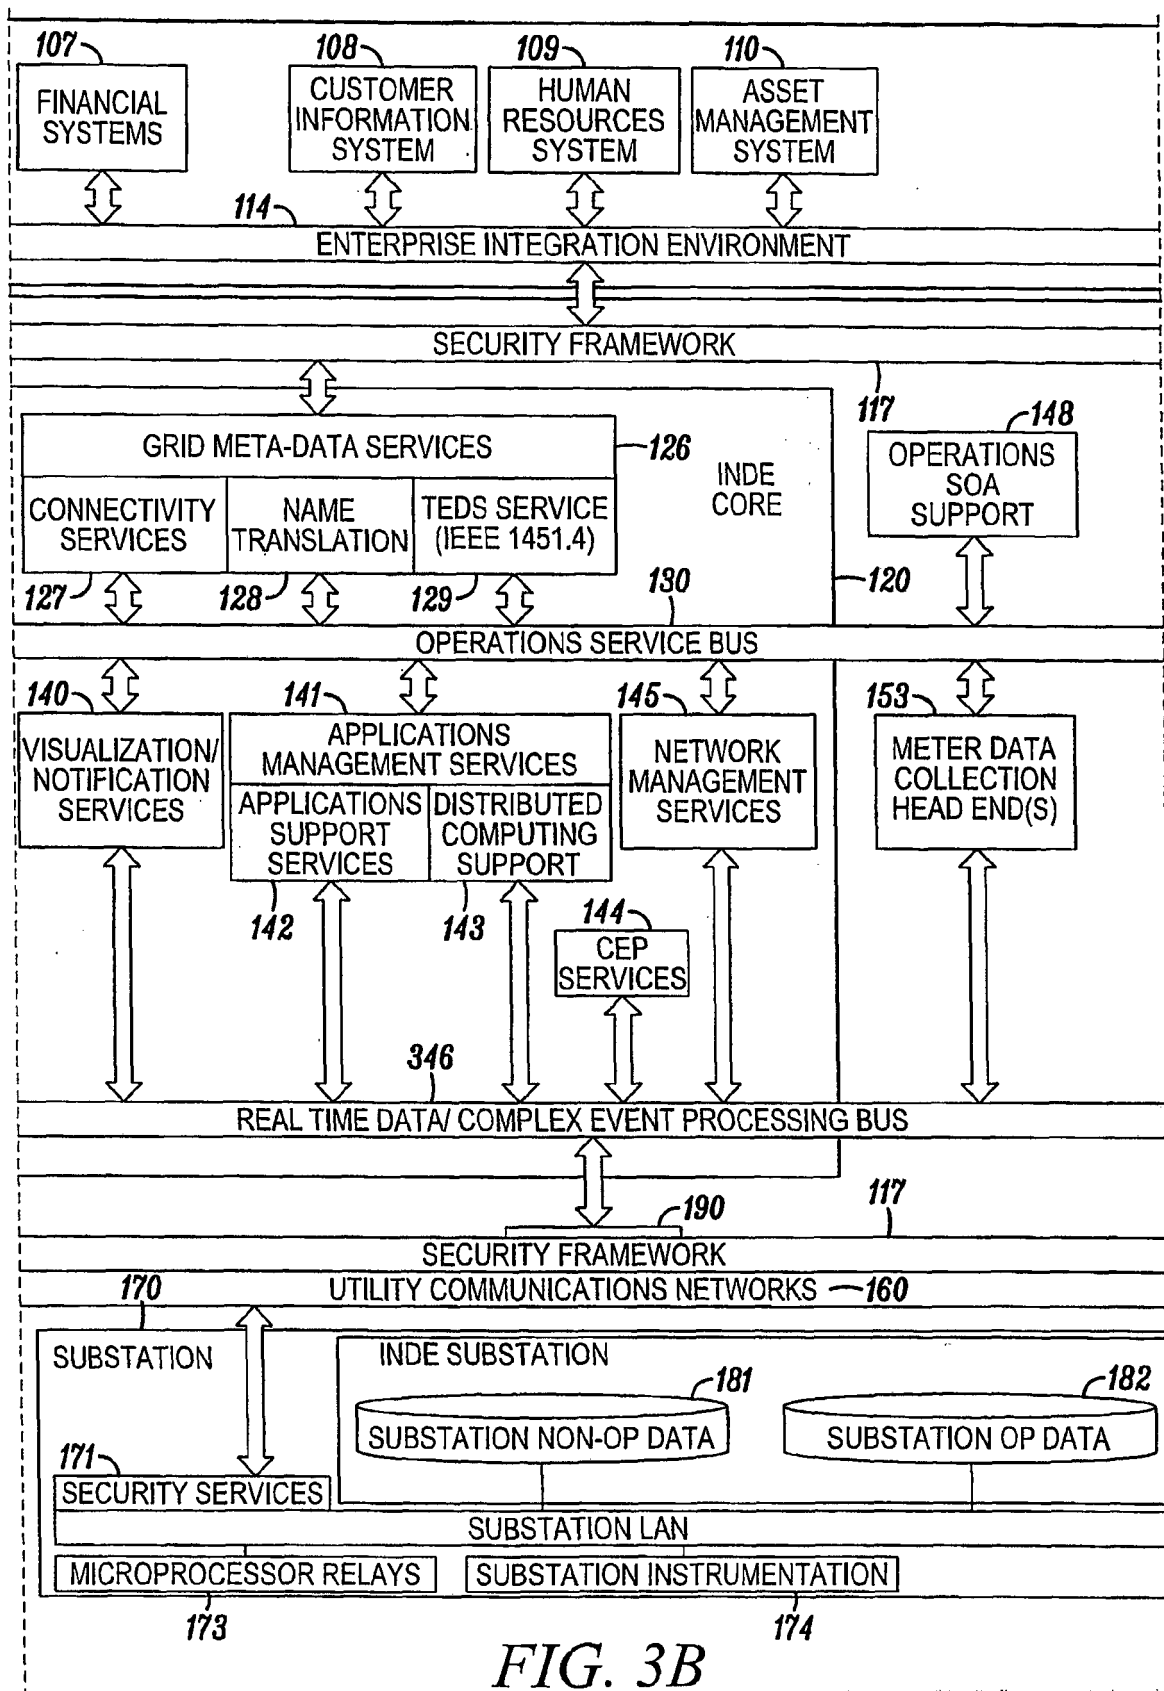 107
108
109
110
FINANCIAL
SYSTEMS
CUSTOMER
INFORMATION
SYSTEM
HUMAN
RESOURCES
SYSTEM
ASSET
MANAGEMENT
SYSTEM
114
ENTERPRISE INTEGRATION ENVIRONMENT
SECURITY FRAMEWORK
117
148
GRID META-DATA SERVICES
126
INDE
CORE
OPERATIONS
SOA
SUPPORT
CONNECTIVITY
SERVICES
NAME
TRANSLATION
TEDS SERVICE
(IEEE 1451.4)
127
128
129
130
120
OPERATIONS SERVICE BUS
140
141
145
153
VISUALIZATION/
NOTIFICATION
SERVICES
APPLICATIONS
MANAGEMENT SERVICES
APPLICATIONS
SUPPORT
SERVICES
DISTRIBUTED
COMPUTING
SUPPORT
NETWORK
MANAGEMENT
SERVICES
METER DATA
COLLECTION
HEAD END(S)
142
143
144
CEP
SERVICES
346
REAL TIME DATA/ COMPLEX EVENT PROCESSING BUS
190
117
SECURITY FRAMEWORK
UTILITY COMMUNICATIONS NETWORKS
160
170
SUBSTATION
INDE SUBSTATION
181
182
SUBSTATION NON-OP DATA
SUBSTATION OP DATA
171
SECURITY SERVICES
SUBSTATION LAN
MICROPROCESSOR RELAYS
SUBSTATION INSTRUMENTATION
173
174
FIG. 3B